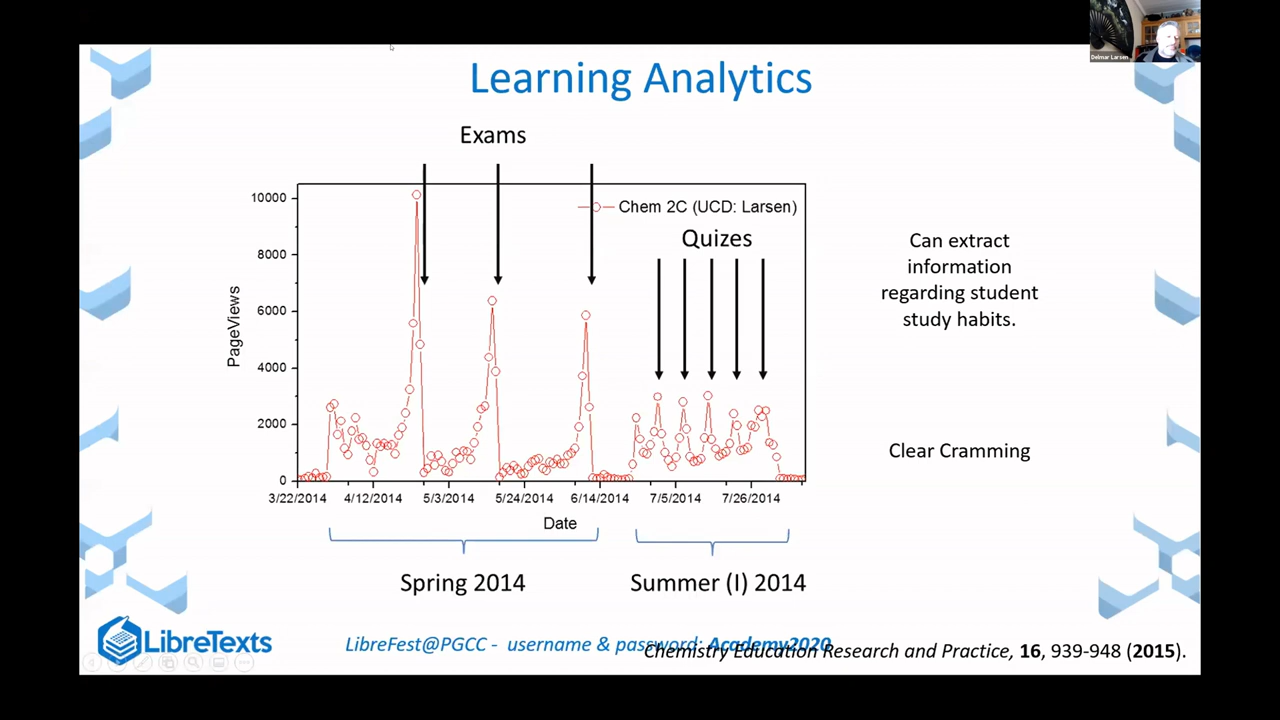 Delmar Larsen
Learning Analytics
Exams
Chem 2C (UCD: Larsen)
Quizes
10000
8000
6000
4000
2000
0
PageViews
3/22/2014 4/12/2014 5/3/2014 5/24/2014 6/14/2014 7/5/2014 7/26/2014
Date
Spring 2014
Summer (I) 2014
Can extract
information
regarding student
study habits.
Clear Cramming
LibreTexts
LibreFest@PGCC - username & password: Academy2020
Chemistry Education Research and Practice, 16, 939-948 (2015).